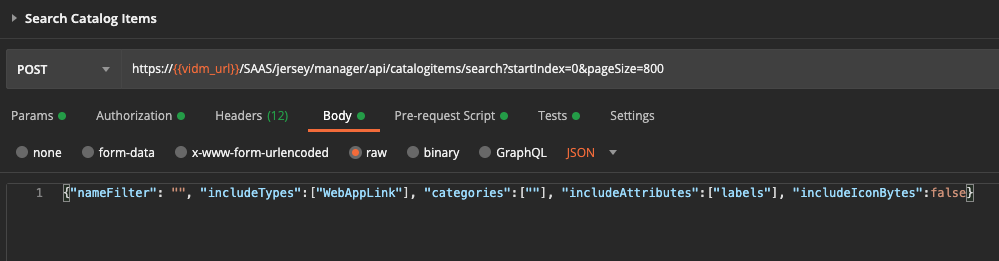 Search Catalog Items
POST https://{{vidm_url}}/SAAS/jersey/manager/api/catalogitems/search?startIndex=0&pageSize=800
Params Authorization Headers (12) Body Pre-request Script Tests Settings
none form-data x-www-form-urlencoded raw binary GraphQL JSON
1 {"nameFilter": "", "includeTypes":["WebAppLink"], "categories":[""], "includeAttributes":["labels"], "includeIconBytes":false}